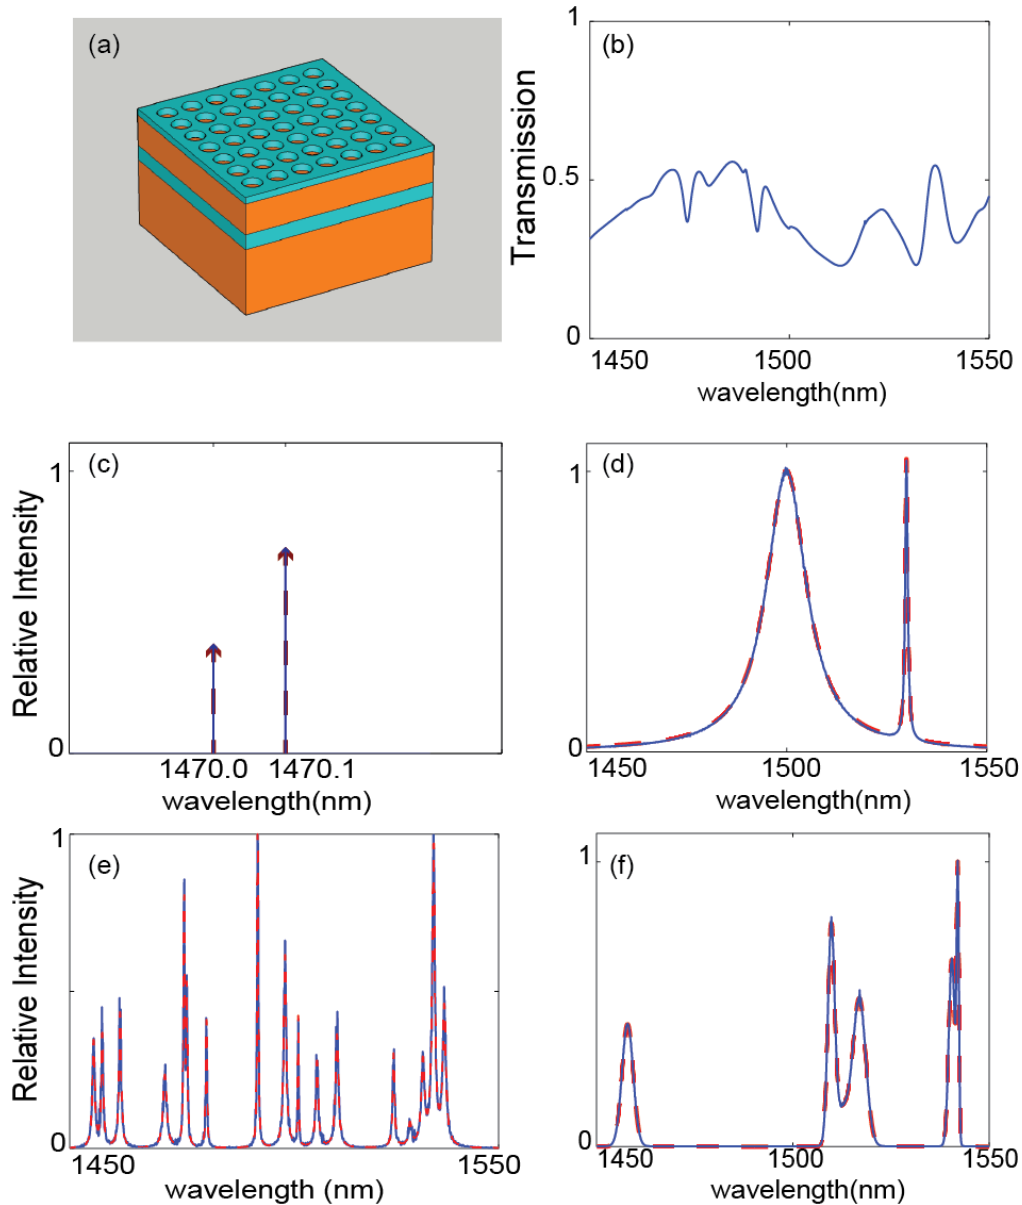 (a)
(b)
1
0.5
0
Transmission
1450 1500 1550
wavelength(nm)
(c)
1
0
Relative Intensity
1470.0 1470.1
wavelength(nm)
(d)
1
0
1450 1500 1550
wavelength(nm)
(e)
1
0
Relative Intensity
1450 1550
wavelength (nm)
(f)
1
0
1450 1500 1550
wavelength(nm)